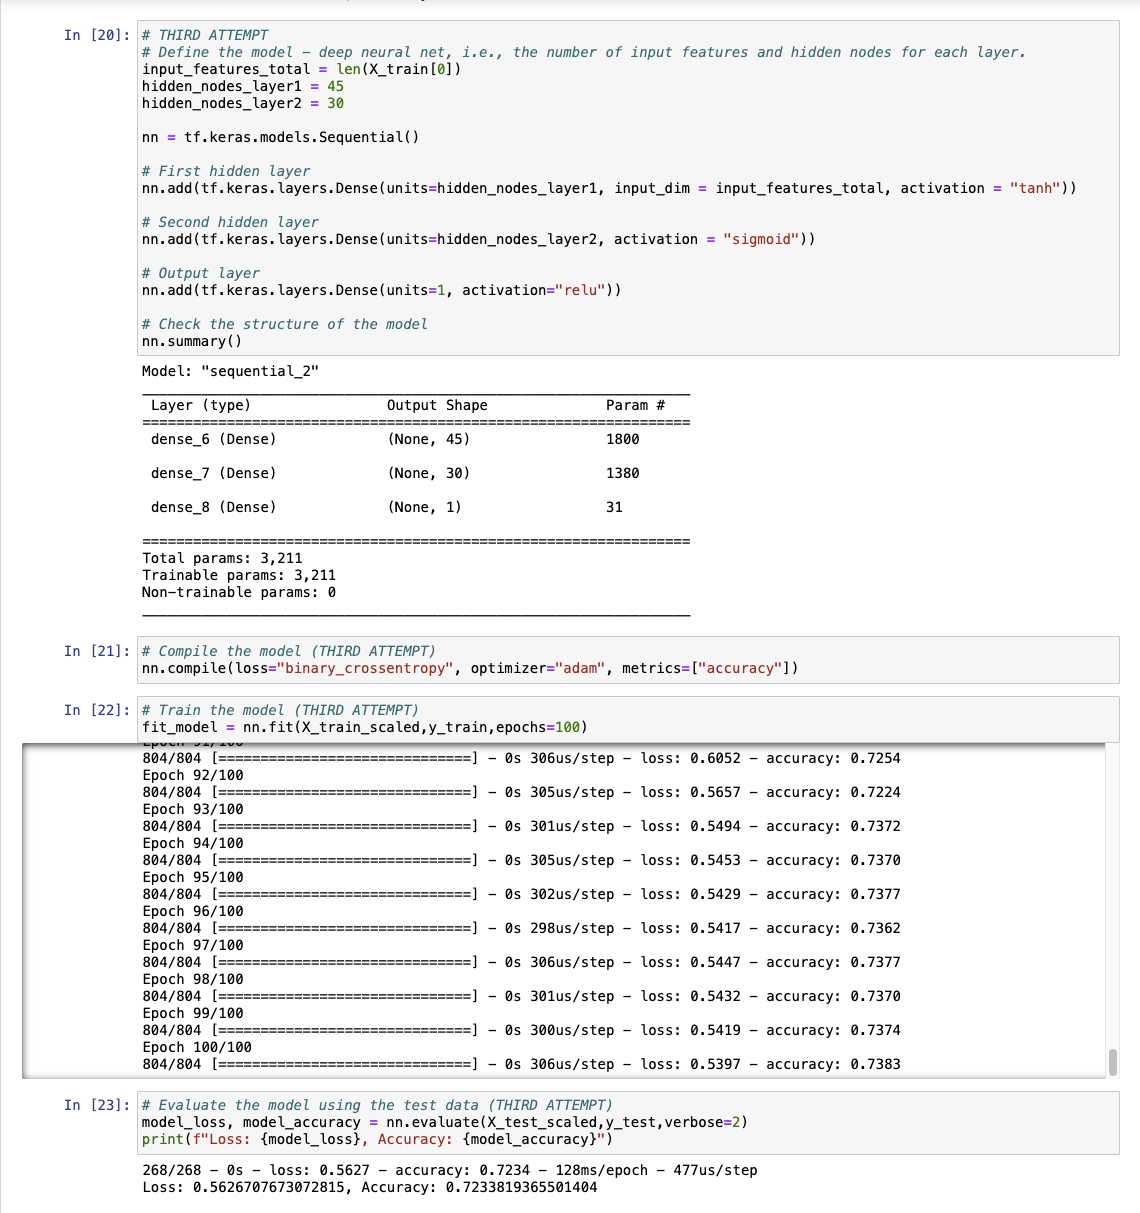 In [20]: # THIRD ATTEMPT
# Define the model – deep neural net, i.e., the number of input features and hidden nodes for each layer.
input_features_total = len(X_train[0])
hidden_nodes_layer1 = 45
hidden_nodes_layer2 = 30
nn = tf.keras.models.Sequential()
# First hidden layer
nn.add(tf.keras.layers.Dense(units=hidden_nodes_layer1, input_dim = input_features_total, activation = "tanh"))
# Second hidden layer
nn.add(tf.keras.layers.Dense(units=hidden_nodes_layer2, activation = "sigmoid"))
# Output layer
nn.add(tf.keras.layers.Dense(units=1, activation="relu"))
# Check the structure of the model
nn.summary()
Model: "sequential_2"
Layer (type) Output Shape Param #
=================================================================
dense_6 (Dense) (None, 45) 1800
dense_7 (Dense) (None, 30) 1380
dense_8 (Dense) (None, 1) 31
=================================================================
Total params: 3,211
Trainable params: 3,211
Non-trainable params: 0
In [21]: # Compile the model (THIRD ATTEMPT)
nn.compile(loss="binary_crossentropy", optimizer="adam", metrics=["accuracy"])
In [22]: # Train the model (THIRD ATTEMPT)
fit_model = nn.fit(X_train_scaled,y_train,epochs=100)
Epoch 91/100
804/804 [==============================] - 0s 306us/step - loss: 0.6052 - accuracy: 0.7254
Epoch 92/100
804/804 [==============================] - 0s 305us/step - loss: 0.5657 - accuracy: 0.7224
Epoch 93/100
804/804 [==============================] - 0s 301us/step - loss: 0.5494 - accuracy: 0.7372
Epoch 94/100
804/804 [==============================] - 0s 305us/step - loss: 0.5453 - accuracy: 0.7370
Epoch 95/100
804/804 [==============================] - 0s 302us/step - loss: 0.5429 - accuracy: 0.7377
Epoch 96/100
804/804 [==============================] - 0s 298us/step - loss: 0.5417 - accuracy: 0.7362
Epoch 97/100
804/804 [==============================] - 0s 306us/step - loss: 0.5447 - accuracy: 0.7377
Epoch 98/100
804/804 [==============================] - 0s 301us/step - loss: 0.5432 - accuracy: 0.7370
Epoch 99/100
804/804 [==============================] - 0s 300us/step - loss: 0.5419 - accuracy: 0.7374
Epoch 100/100
804/804 [==============================] - 0s 306us/step - loss: 0.5397 - accuracy: 0.7383
In [23]: # Evaluate the model using the test data (THIRD ATTEMPT)
model_loss, model_accuracy = nn.evaluate(X_test_scaled,y_test,verbose=2)
print(f"Loss: {model_loss}, Accuracy: {model_accuracy}")
268/268 - 0s - loss: 0.5627 - accuracy: 0.7234 - 128ms/epoch - 477us/step
Loss: 0.5626707673072815, Accuracy: 0.7233819365501404